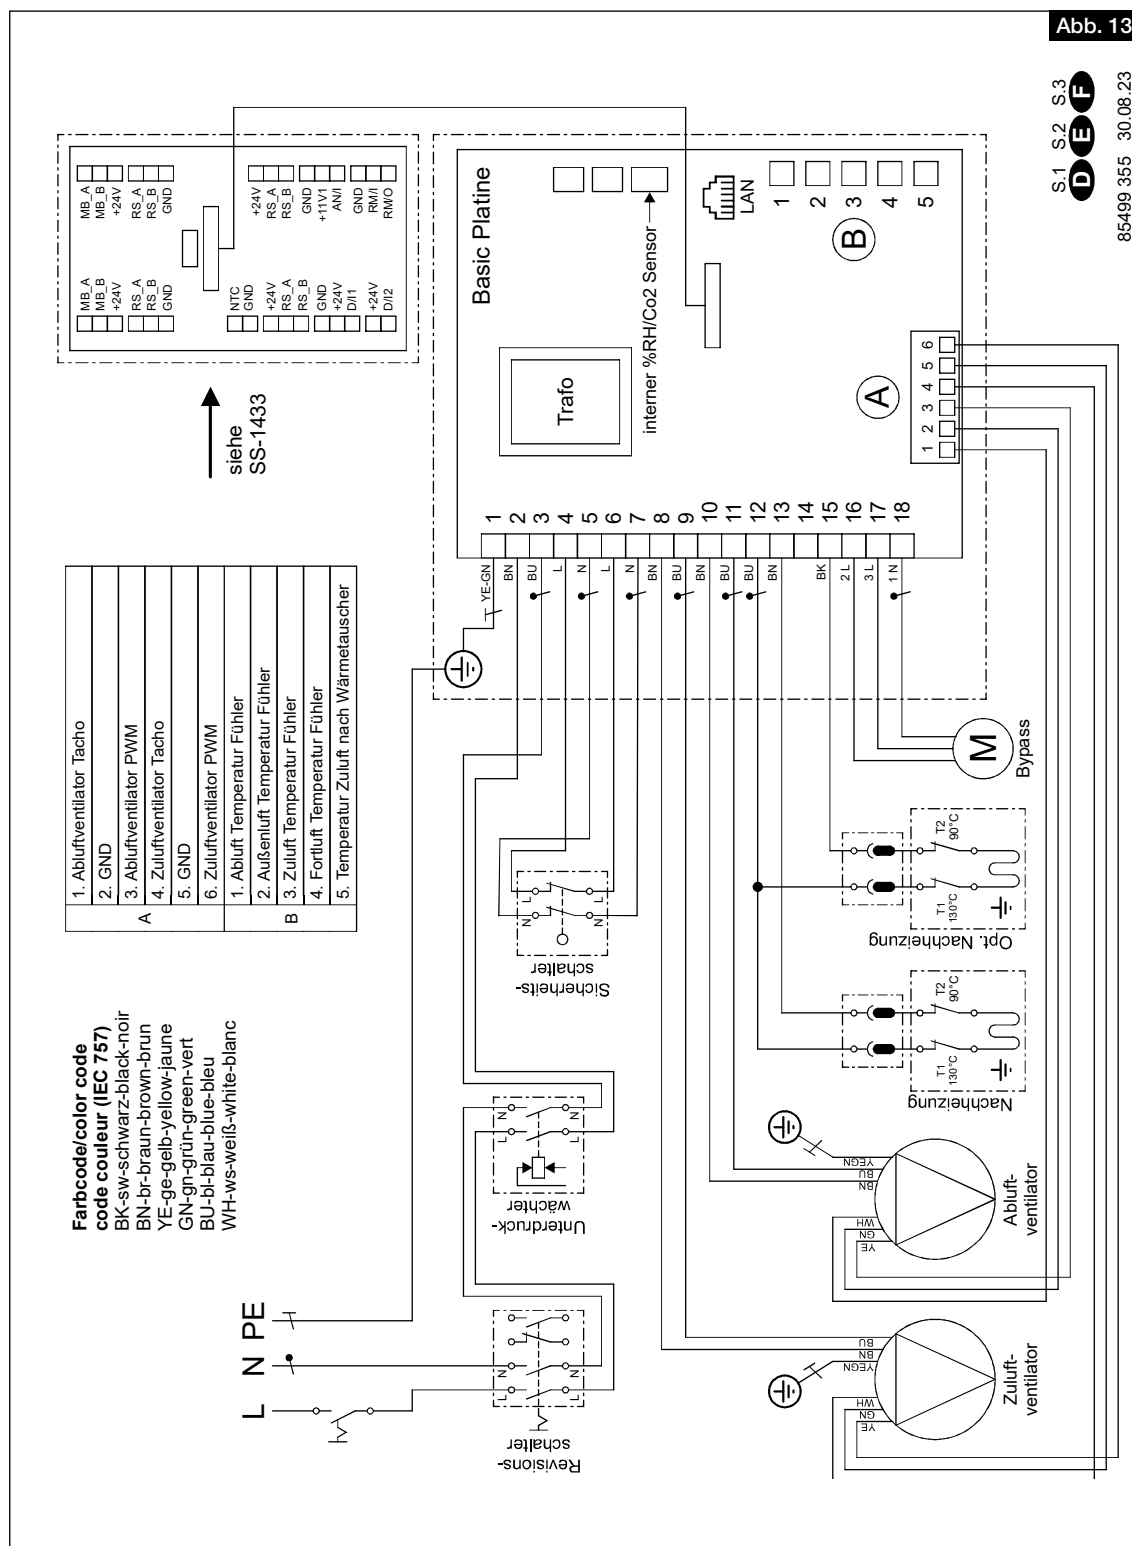 Abb. 13
S.1 S.2 S.3
D E F
85499 355 30.08.23
MB_A
MB_B
+24V
RS_A
RS_B
GND
+24V
RS_A
RS_B
GND
+11V1
AN/I
GND
RM/I
RM/O
MB_A
MB_B
+24V
RS_A
RS_B
GND
NTC
GND
+24V
RS_A
RS_B
GND
+24V
D/I1
+24V
D/I2
siehe
SS-1433
Basic Platine
Trafo
interner %RH/Co2 Sensor
LAN
1
2
3
4
5
B
A
1 2 3 4 5 6
1
2
3
4
5
6
7
8
9
10
11
12
13
14
15
16
17
18
YE-GN
BN
BU
L
N
L
N
BN
BU
BN
BU
BU
BN
BK
2 L
3 L
1 N
A
1. Abluftventilator Tacho
2. GND
3. Abluftventilator PWM
4. Zuluftventilator Tacho
5. GND
6. Zuluftventilator PWM
B
1. Abluft Temperatur Fühler
2. Außenluft Temperatur Fühler
3. Zuluft Temperatur Fühler
4. Fortluft Temperatur Fühler
5. Temperatur Zuluft nach Wärmetauscher
Farbcode/color code
code couleur (IEC 757)
BK-sw-schwarz-black-noir
BN-br-braun-brown-brun
YE-ge-gelb-yellow-jaune
GN-gn-grün-green-vert
BU-bl-blau-blue-bleu
WH-ws-weiß-white-blanc
L N PE
L N
L N
Revisions-
schalter
L N
L N
Unterdruck-
wächter
N L
N L
Sicherheits-
schalter
M
Bypass
T1
130°C
T2
90°C
Opt. Nachheizung
T1
130°C
T2
90°C
Nachheizung
YEGN
BU
BN
WH
GN
YE
Abluft-
ventilator
BU
BN
YEGN
WH
GN
YE
Zuluft-
ventilator